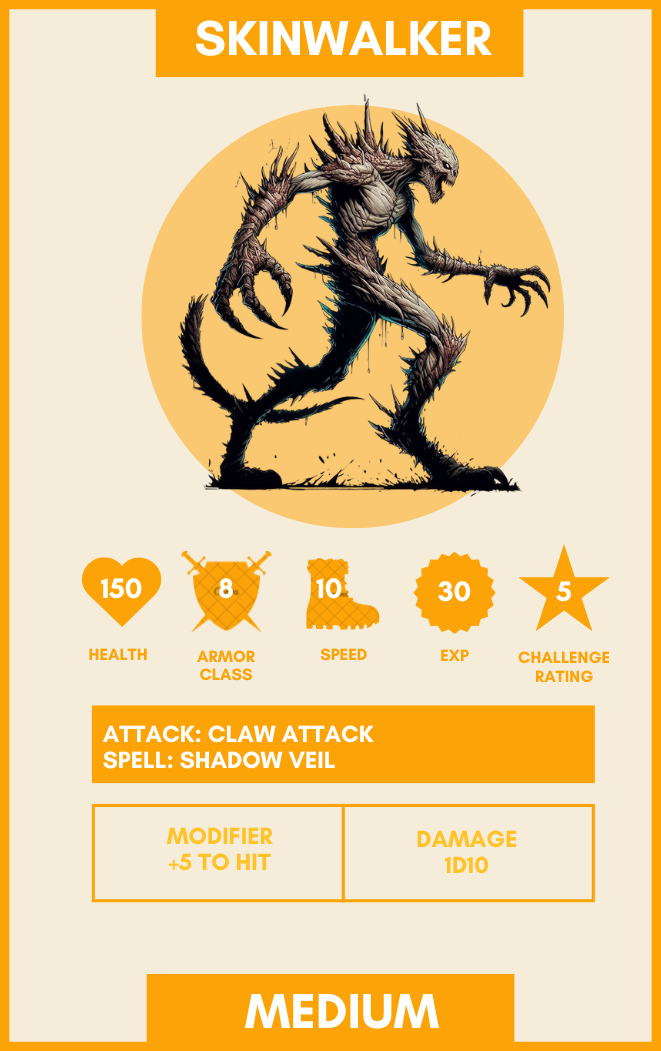 SKINWALKER
150
8
10
30
5
HEALTH
ARMOR
CLASS
SPEED
EXP
CHALLENGE
RATING
ATTACK: CLAW ATTACK
SPELL: SHADOW VEIL
MODIFIER
+5 TO HIT
DAMAGE
1D10
MEDIUM